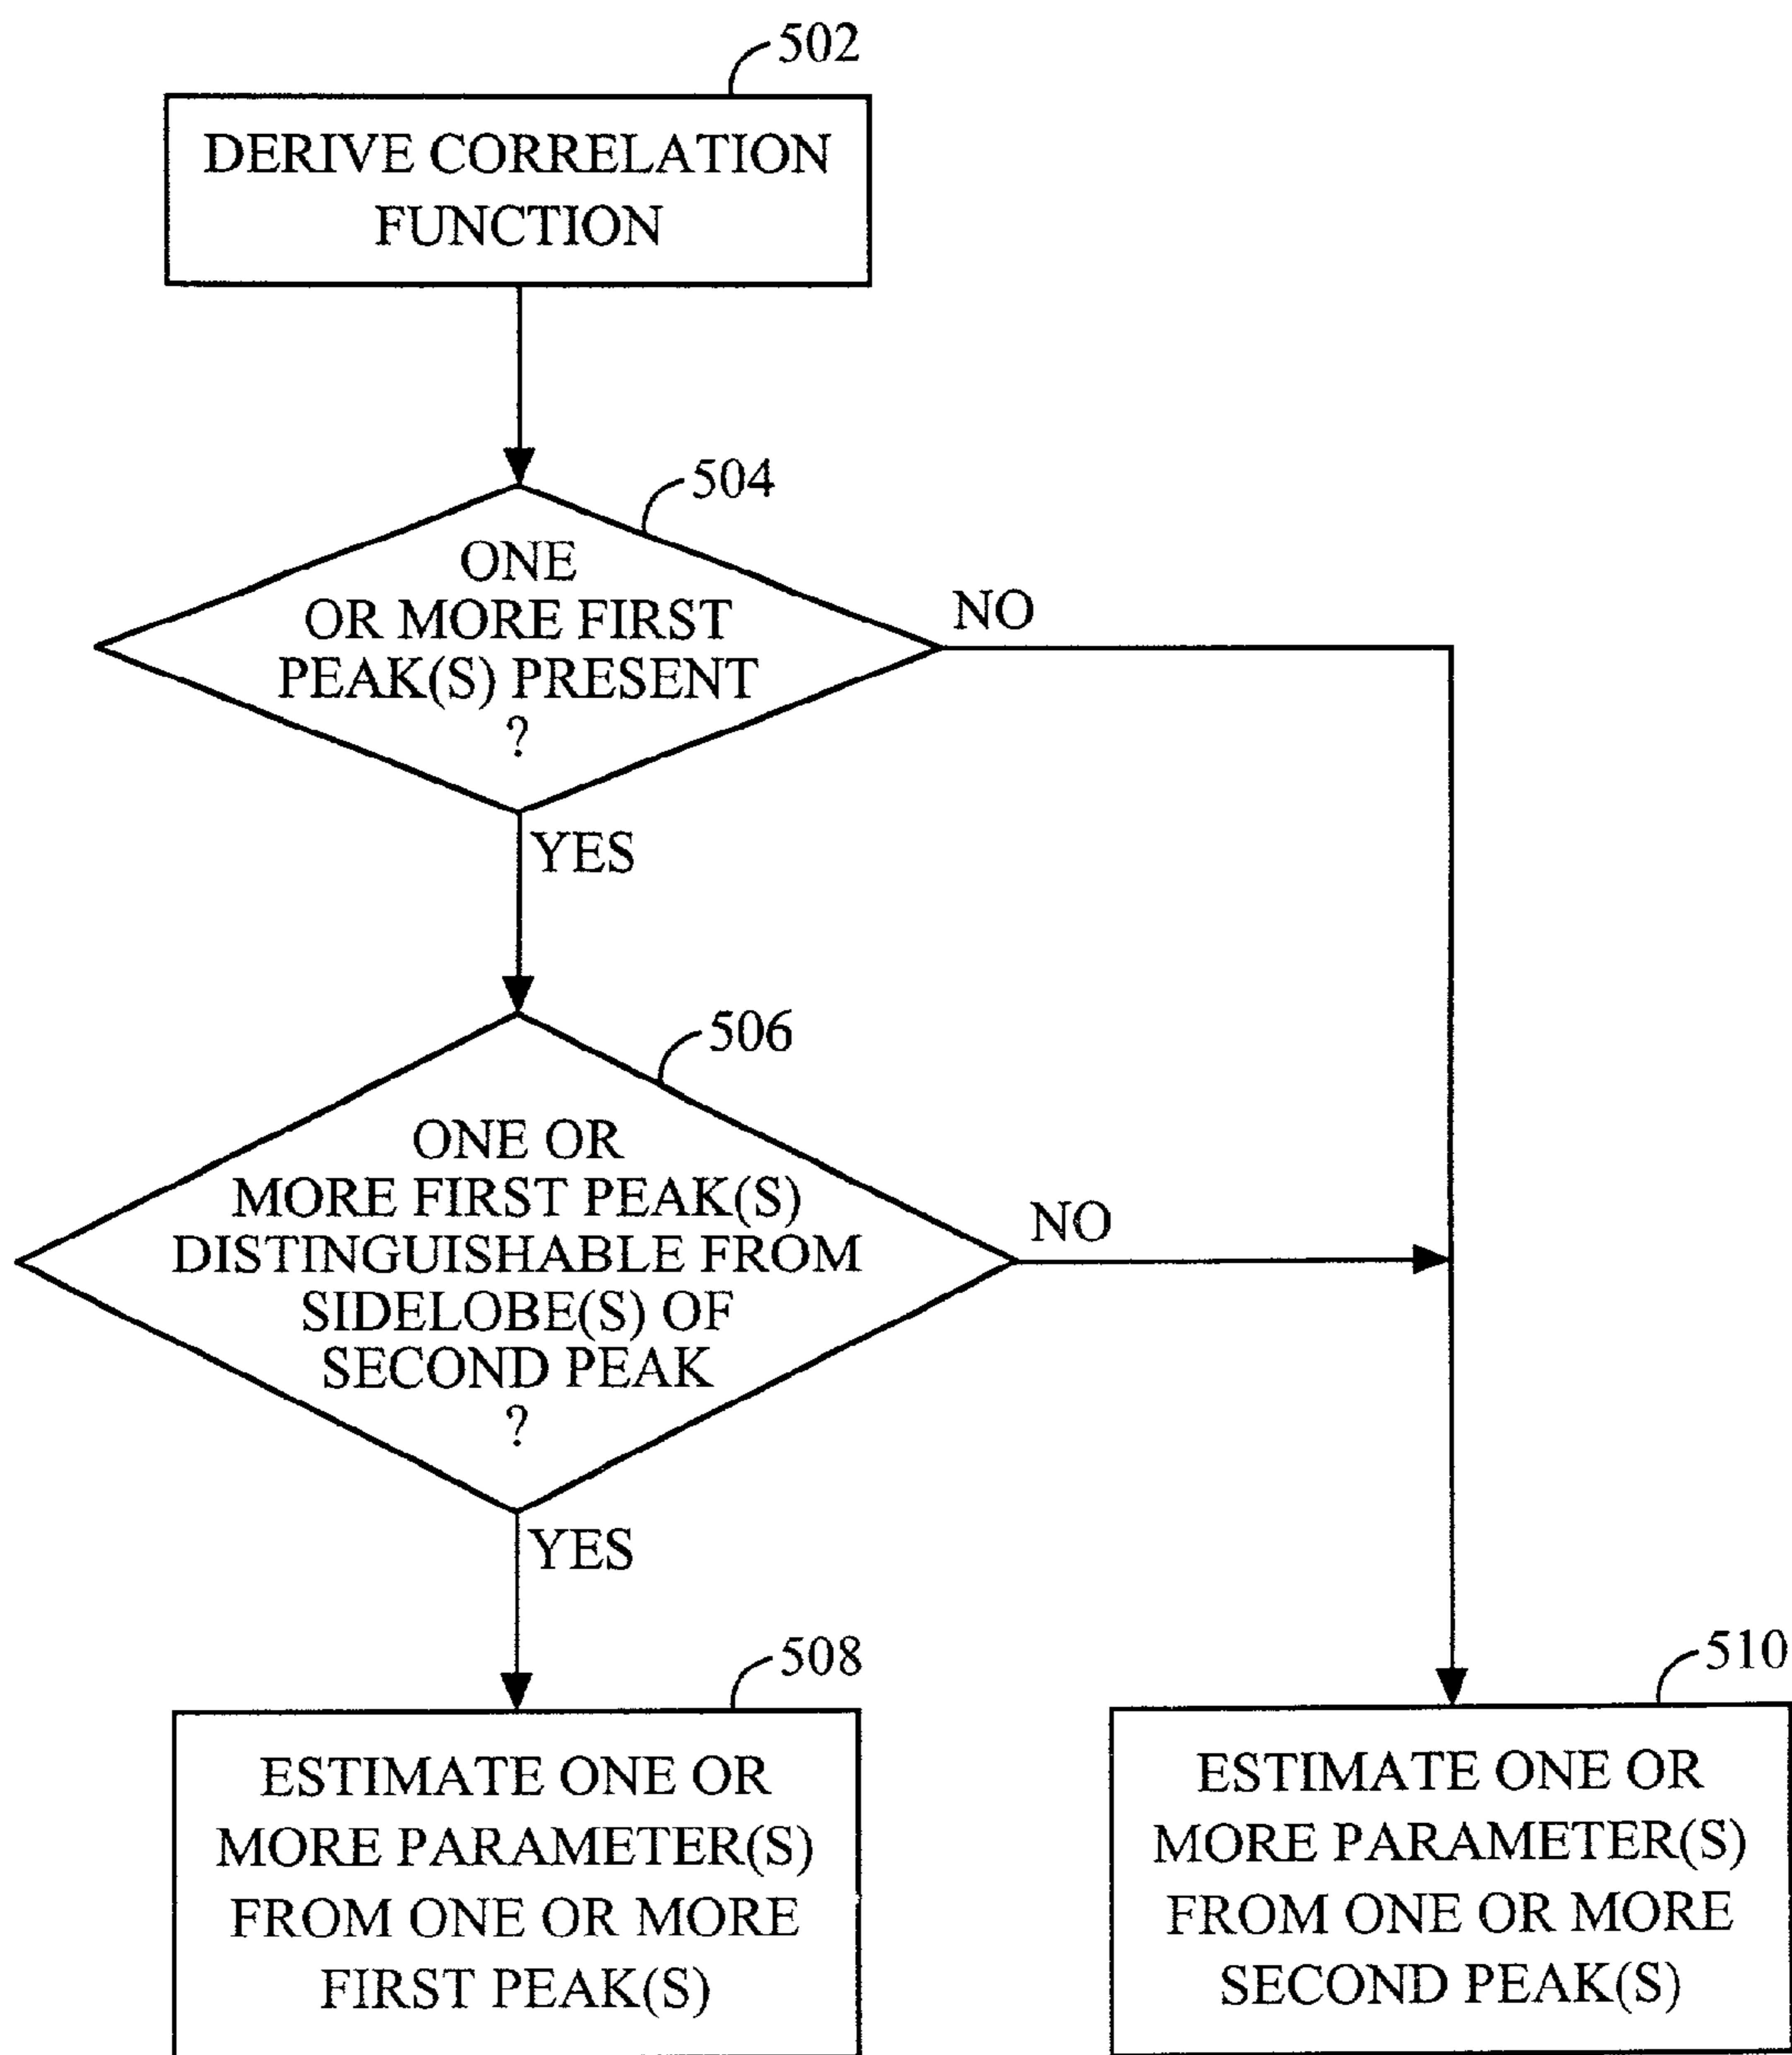 502
DERIVE CORRELATION
FUNCTION
504
ONE
OR MORE FIRST
PEAK(S) PRESENT
?
NO
YES
506
ONE OR
MORE FIRST PEAK(S)
DISTINGUISHABLE FROM
SIDELOBE(S) OF
SECOND PEAK
?
NO
YES
508
ESTIMATE ONE OR
MORE PARAMETER(S)
FROM ONE OR MORE
FIRST PEAK(S)
510
ESTIMATE ONE OR
MORE PARAMETER(S)
FROM ONE OR MORE
SECOND PEAK(S)